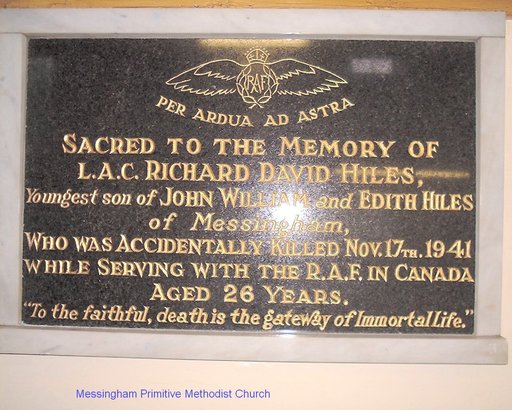 RAF
PER ARDUA AD ASTRA
SACRED TO THE MEMORY OF
L.A.C. RICHARD DAVID HILES,
Youngest son of JOHN WILLIAM and EDITH HILES
of Messingham,
WHO WAS ACCIDENTALLY KILLED NOV. 17TH. 1941
WHILE SERVING WITH THE R.A.F. IN CANADA
AGED 26 YEARS.
"To the faithful, death is the gateway of Immortal Life."
Messingham Primitive Methodist Church